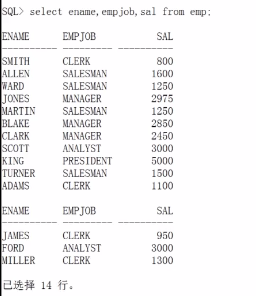 SQL> select ename,empjob,sal from emp;
ENAME EMPJOB SAL
---------- --------- ----------
SMITH CLERK 800
ALLEN SALESMAN 1600
WARD SALESMAN 1250
JONES MANAGER 2975
MARTIN SALESMAN 1250
BLAKE MANAGER 2850
CLARK MANAGER 2450
SCOTT ANALYST 3000
KING PRESIDENT 5000
TURNER SALESMAN 1500
ADAMS CLERK 1100
ENAME EMPJOB SAL
---------- --------- ----------
JAMES CLERK 950
FORD ANALYST 3000
MILLER CLERK 1300
已选择 14 行。